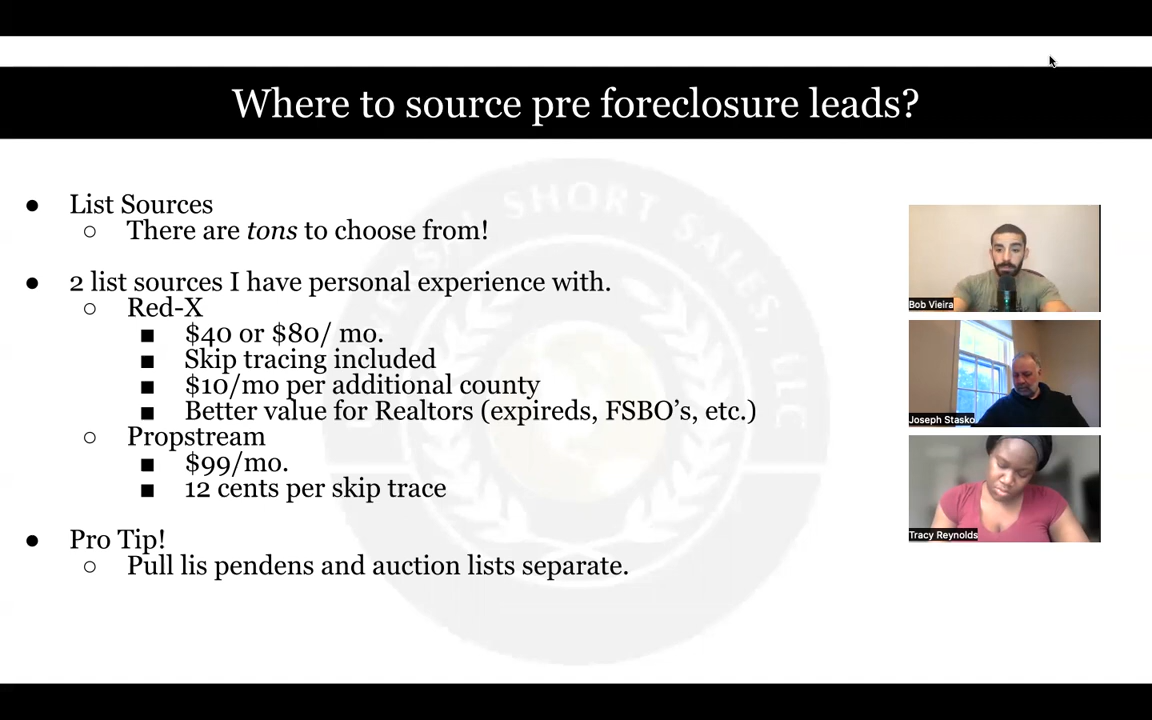 Where to source pre foreclosure leads?
● List Sources
○ There are tons to choose from!
● 2 list sources I have personal experience with.
○ Red-X
■ $40 or $80/ mo.
■ Skip tracing included
■ $10/mo per additional county
■ Better value for Realtors (expireds, FSBO’s, etc.)
○ Propstream
■ $99/mo.
■ 12 cents per skip trace
● Pro Tip!
○ Pull lis pendens and auction lists separate.
Bob Vieira
Joseph Stasko
Tracy Reynolds
SHORT SALES, LLC